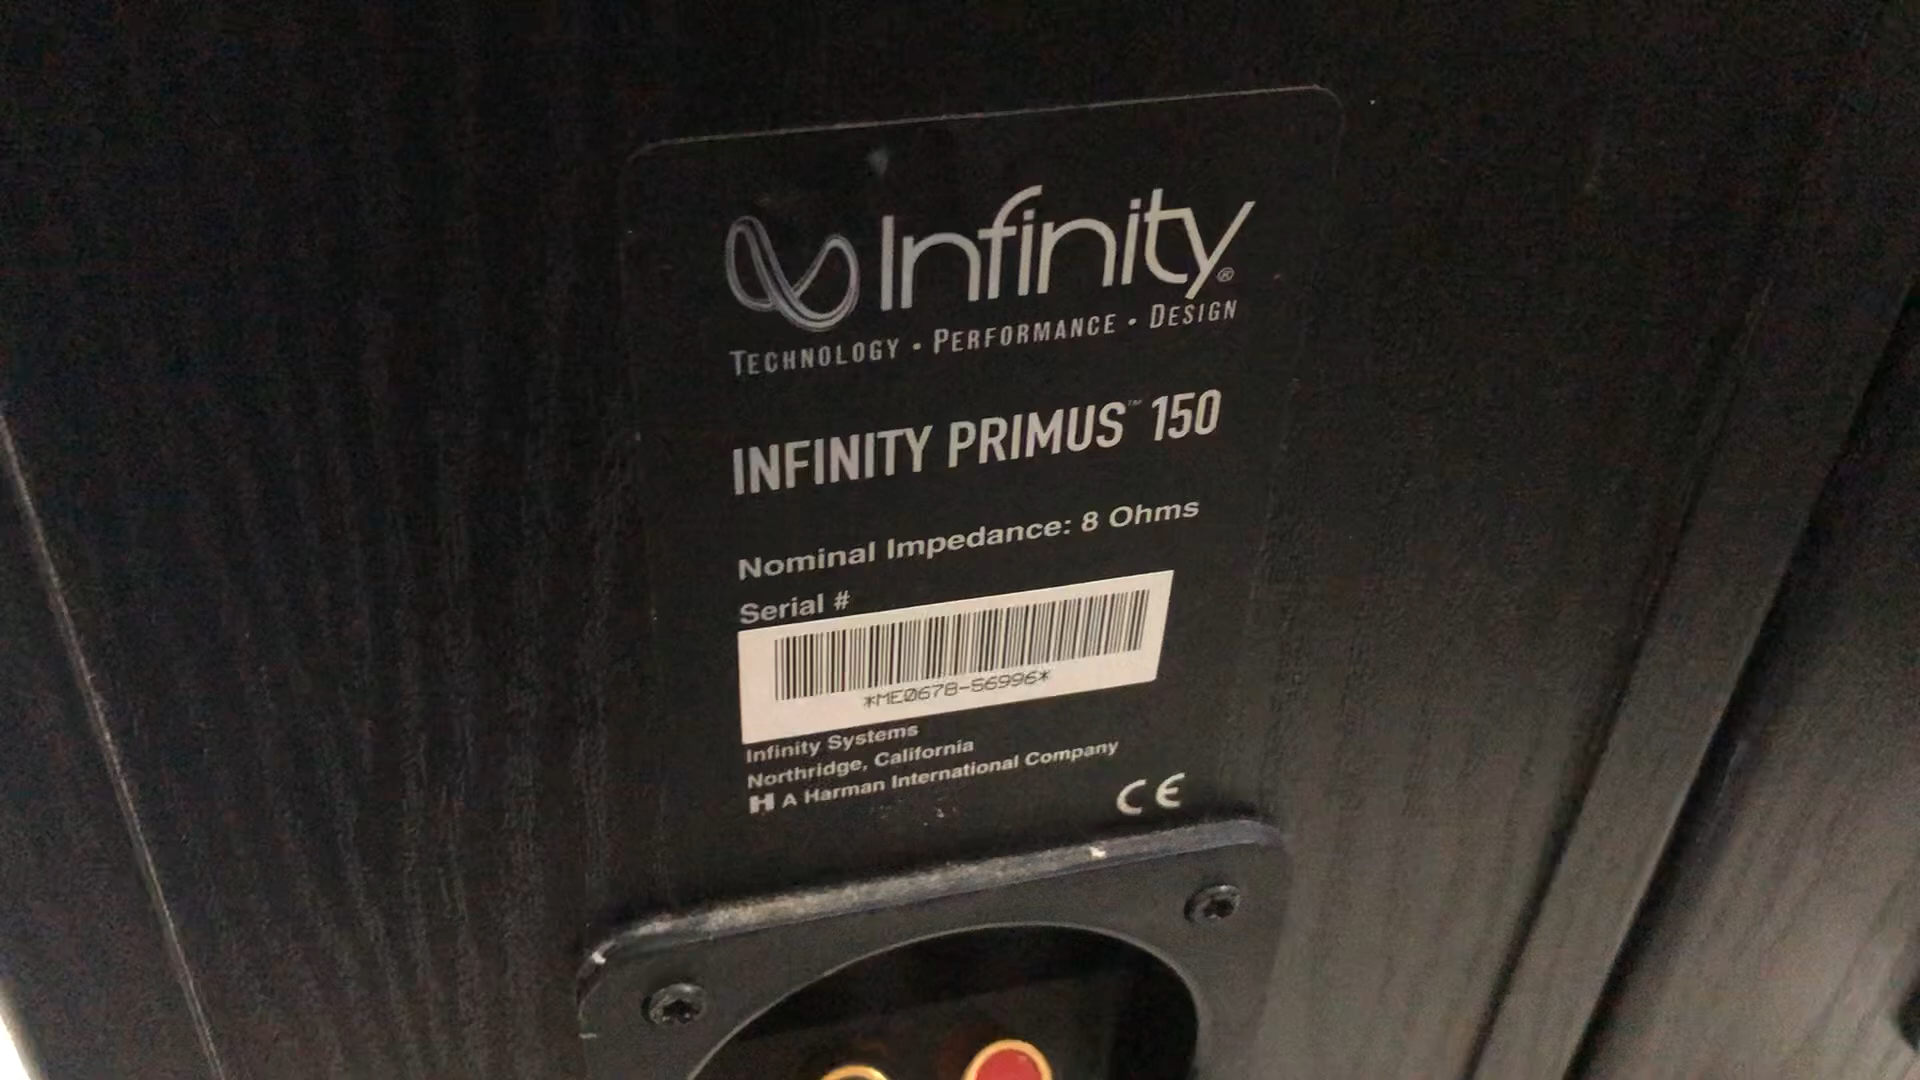 Infinity®
TECHNOLOGY • PERFORMANCE • DESIGN
INFINITY PRIMUS™ 150
Nominal Impedance: 8 Ohms
Serial #
*ME0678-56996*
Infinity Systems
Northridge, California
H A Harman International Company
CE